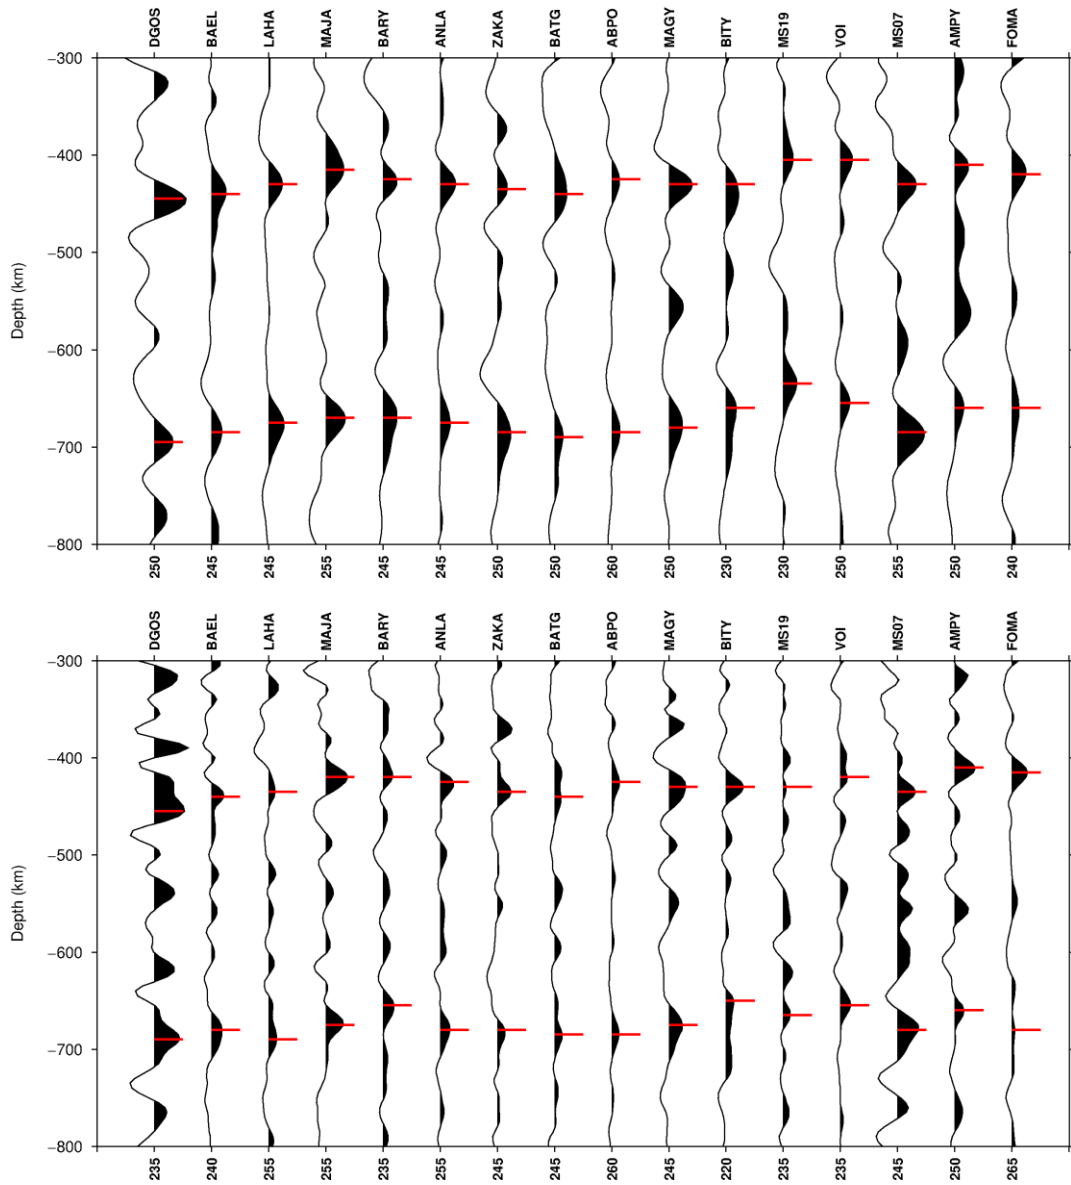 DGOS BAEL LAHA MAJA BARY ANLA ZAKA BATG ABPO MAGY BITY MS19 VOI MS07 AMPY FOMA
−300
−400
−500
−600
−700
−800
Depth (km)
250 245 245 255 245 245 250 250 260 250 230 230 250 255 250 240
DGOS BAEL LAHA MAJA BARY ANLA ZAKA BATG ABPO MAGY BITY MS19 VOI MS07 AMPY FOMA
−300
−400
−500
−600
−700
−800
Depth (km)
235 240 255 255 235 255 245 245 260 245 220 235 235 245 250 265